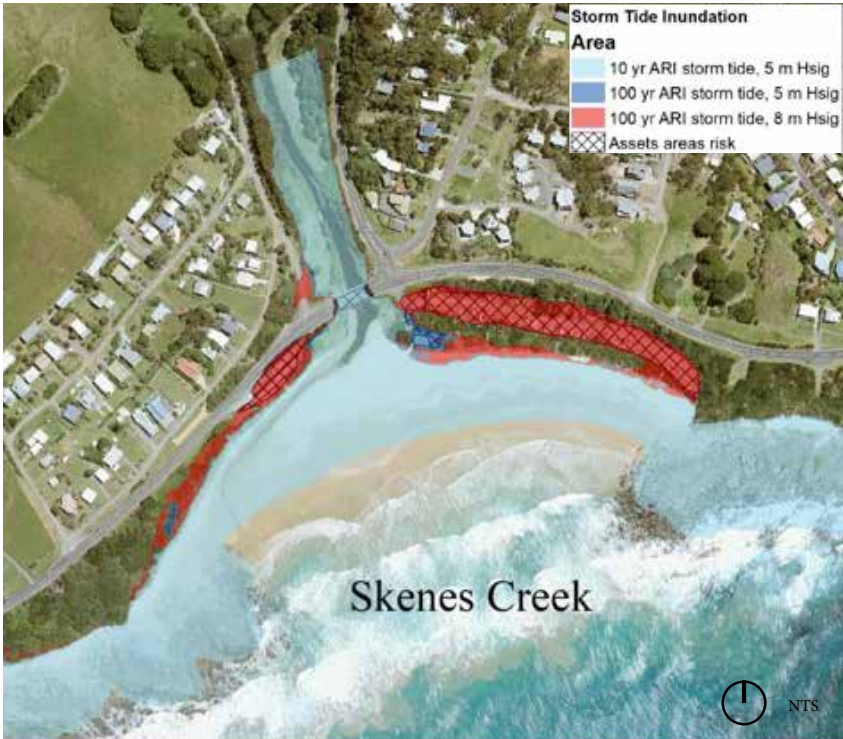 Storm Tide Inundation
Area
10 yr ARI storm tide, 5 m Hsig
100 yr ARI storm tide, 5 m Hsig
100 yr ARI storm tide, 8 m Hsig
Assets areas risk
Skenes Creek
NTS